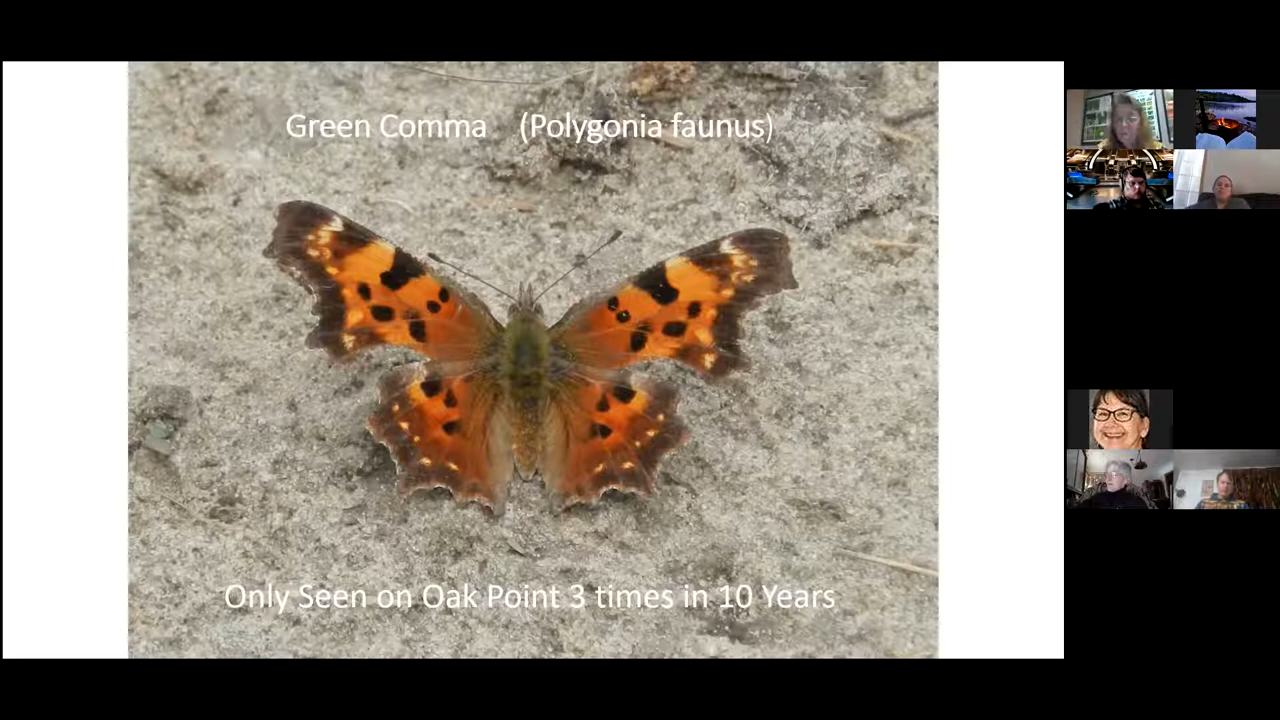 Green Comma (Polygonia faunus)
Only Seen on Oak Point 3 times in 10 Years